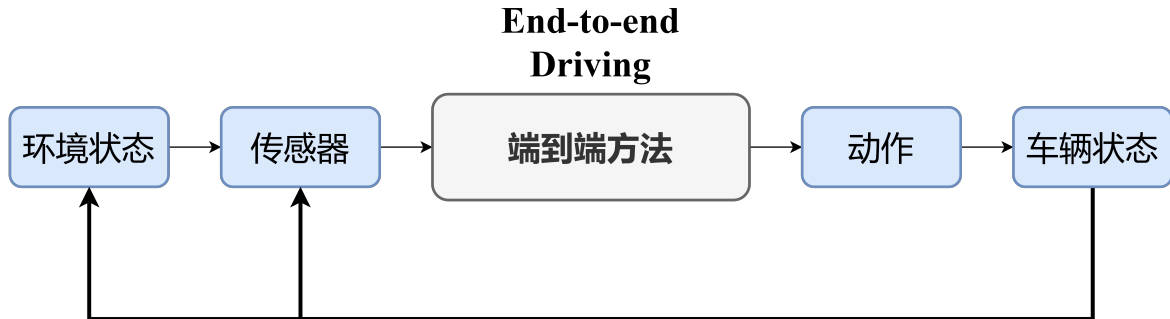 End-to-end
Driving
环境状态
传感器
端到端方法
动作
车辆状态